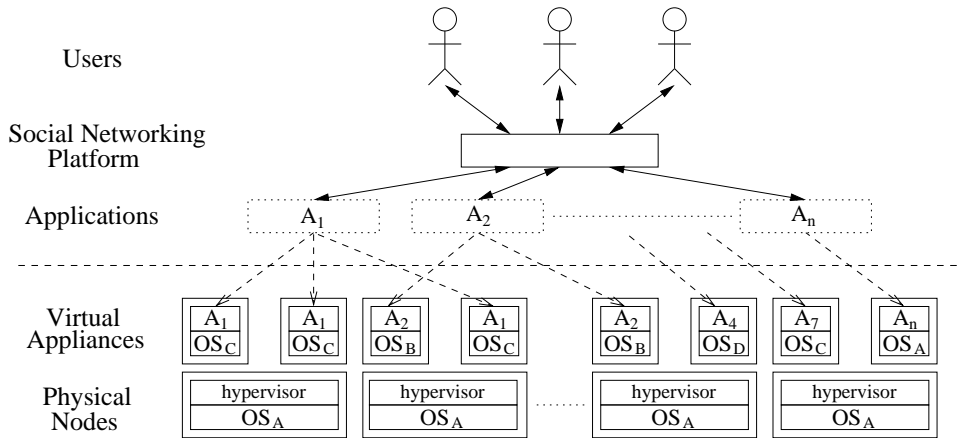 Users
Social Networking
Platform
Applications
A1
A2
An
Virtual
Appliances
A1
OSC
A1
OSC
A2
OSB
A1
OSC
A2
OSB
A4
OSD
A7
OSC
An
OSA
Physical
Nodes
hypervisor
OSA
hypervisor
OSA
hypervisor
OSA
hypervisor
OSA